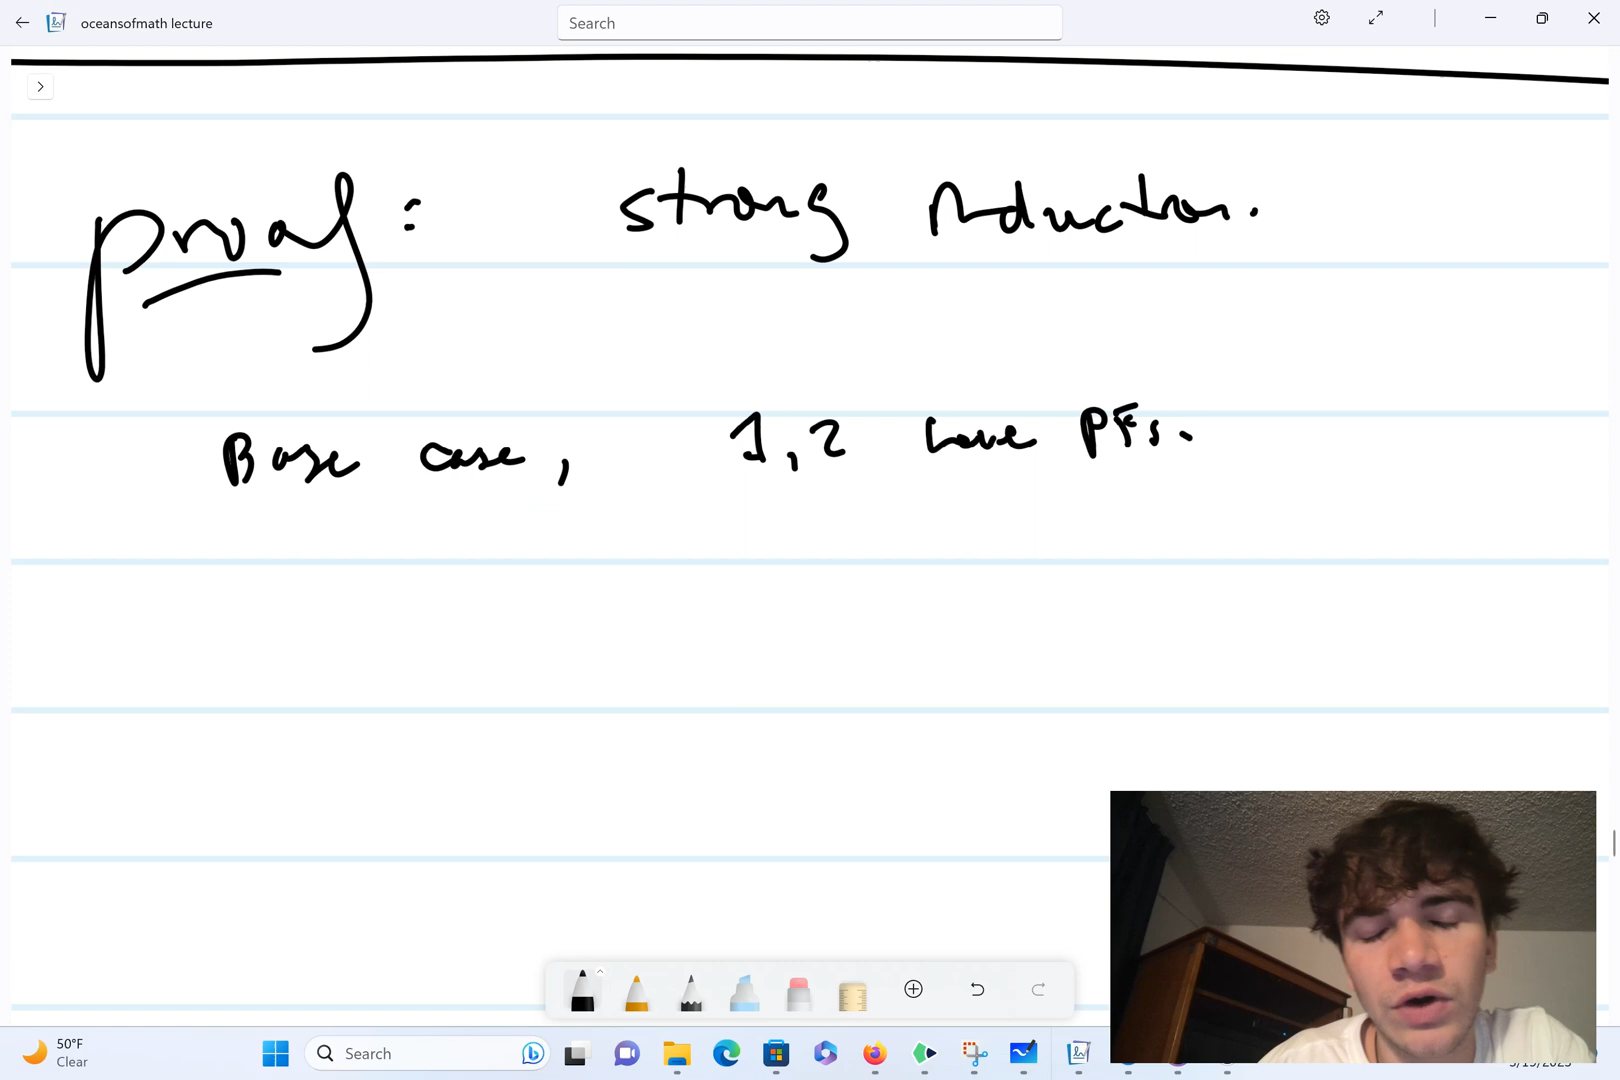 oceansofmath lecture
Search
proof: strong induction.
Base case, 1, 2 have PFs.
50°F
Clear
Search